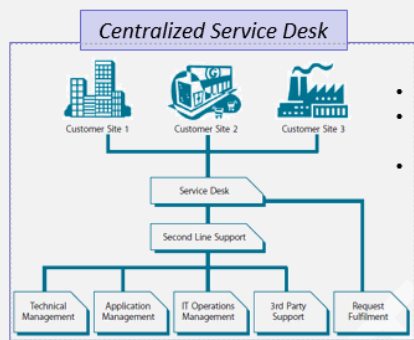 Centralized Service Desk
Customer Site 1
Customer Site 2
Customer Site 3
Service Desk
Second Line Support
Technical
Management
Application
Management
IT Operations
Management
3rd Party
Support
Request
Fulfilment